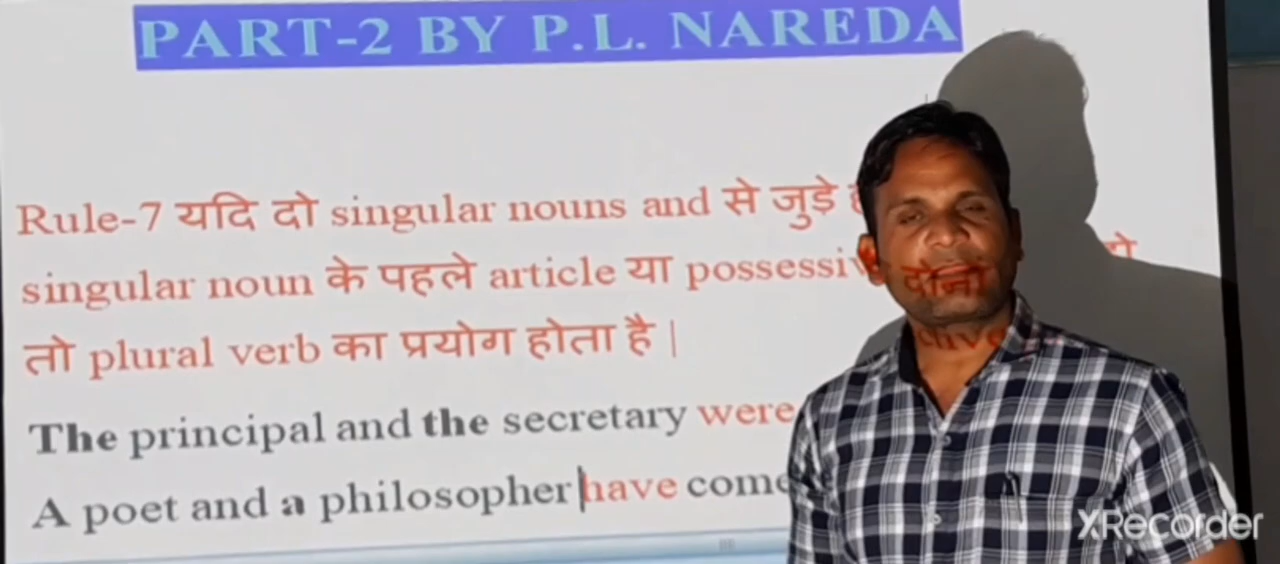 PART-2 BY P.L. NAREDA
Rule-7 यदि दो singular nouns and से जुड़े
singular noun के पहले article या possessive दोनो
तो plural verb का प्रयोग होता है |
The principal and the secretary were
A poet and a philosopher have come
XRecorder